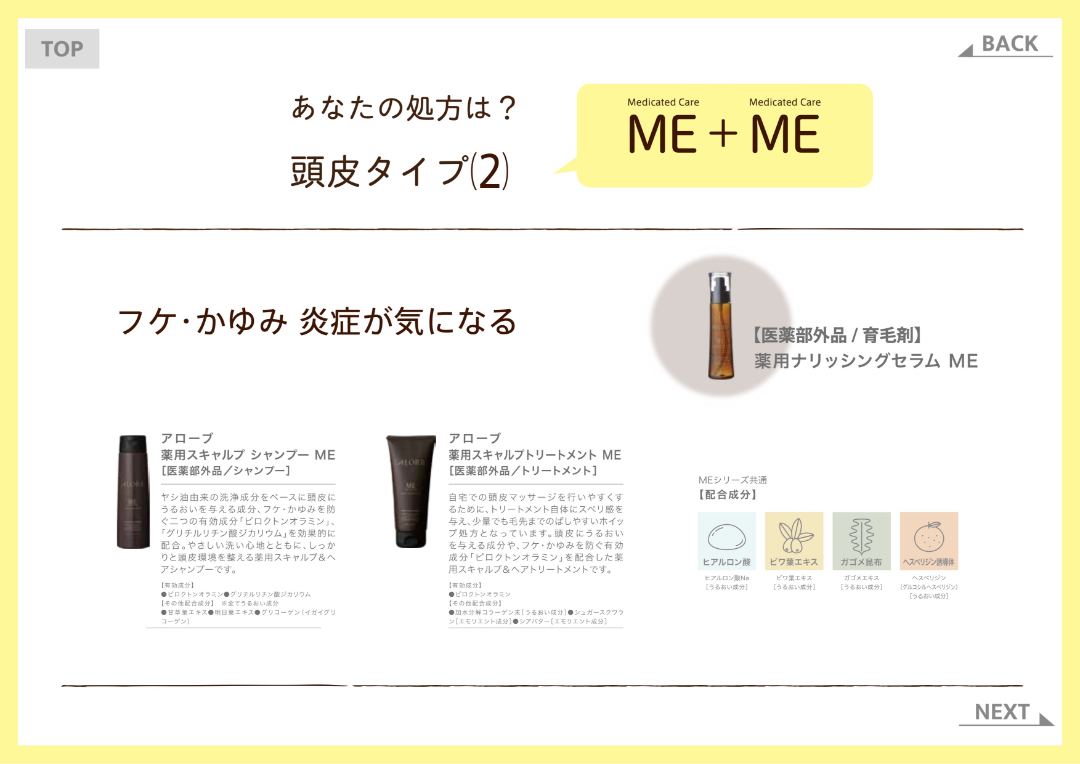 TOP
BACK
あなたの処方は？
頭皮タイプ(2)
Medicated Care Medicated Care
ME＋ME
フケ・かゆみ 炎症が気になる
【医薬部外品 / 育毛剤】
薬用ナリッシングセラム ME
アローブ
薬用スキャルプ シャンプー ME
［医薬部外品／シャンプー］
ヤシ油由来の洗浄成分をベースに頭皮に
うるおいを与える成分、フケ・かゆみを防
ぐ二つの有効成分「ピロクトンオラミン」、
「グリチルリチン酸ジカリウム」を効果的に
配合。やさしい洗い心地とともに、しっか
りと頭皮環境を整える薬用スキャルプ＆ヘ
アシャンプーです。
【有効成分】
●ピロクトンオラミン●グリチルリチン酸ジカリウム
【その他配合成分】 ※全てうるおい成分
●甘草葉エキス●明日葉エキス●グリコーゲン（イガイグリ
コーゲン）
アローブ
薬用スキャルプトリートメント ME
［医薬部外品／トリートメント］
自宅での頭皮マッサージを行いやすくす
るために、トリートメント自体にスベリ感を
与え、少量でも毛先までのばしやすいホイッ
プ処方となっています。頭皮にうるおい
を与える成分や、フケ・かゆみを防ぐ有効
成分「ピロクトンオラミン」を配合した薬
用スキャルプ＆ヘアトリートメントです。
【有効成分】
●ピロクトンオラミン
【その他配合成分】
●加水分解コラーゲン末［うるおい成分］●シュガースクワラ
ン［エモリエント成分］●シアバター［エモリエント成分］
ALORB
ME
MEシリーズ共通
【配合成分】
ヒアルロン酸
ビワ葉エキス
ガゴメ昆布
ヘスペリジン誘導体
ヒアルロン酸Na
［うるおい成分］
ビワ葉エキス
［うるおい成分］
ガゴメエキス
［うるおい成分］
ヘスペリジン
（グルコシルヘスペリジン）
［うるおい成分］
NEXT